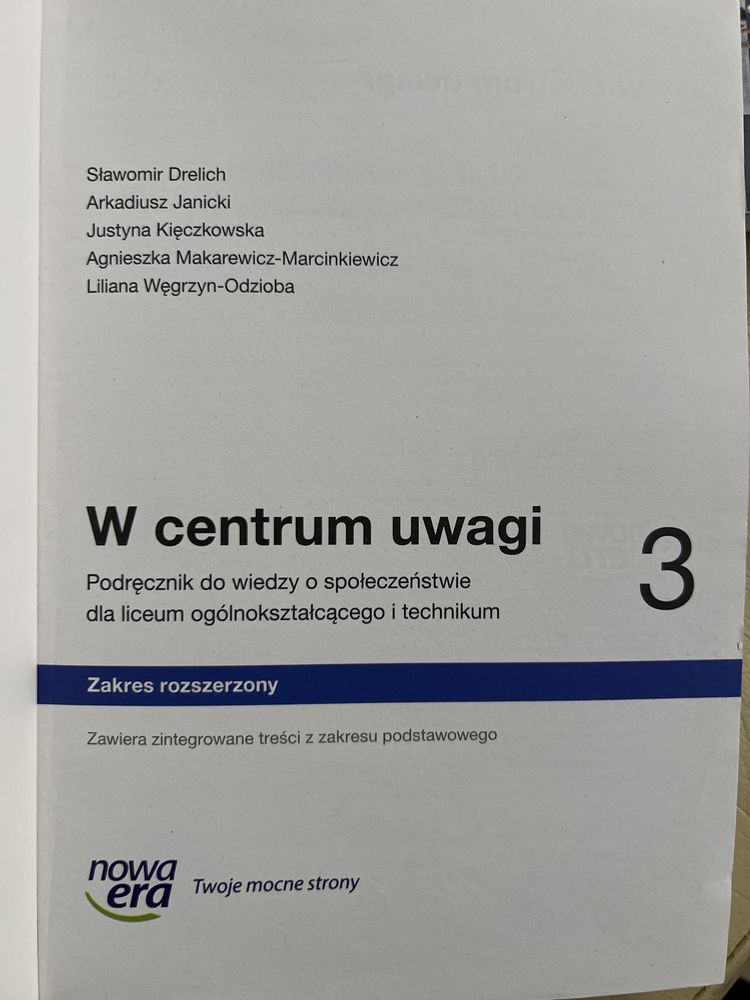 Sławomir Drelich
Arkadiusz Janicki
Justyna Kięczkowska
Agnieszka Makarewicz-Marcinkiewicz
Liliana Węgrzyn-Odzioba
W centrum uwagi
3
Podręcznik do wiedzy o społeczeństwie
dla liceum ogólnokształcącego i technikum
Zakres rozszerzony
Zawiera zintegrowane treści z zakresu podstawowego
nowa
era
Twoje mocne strony